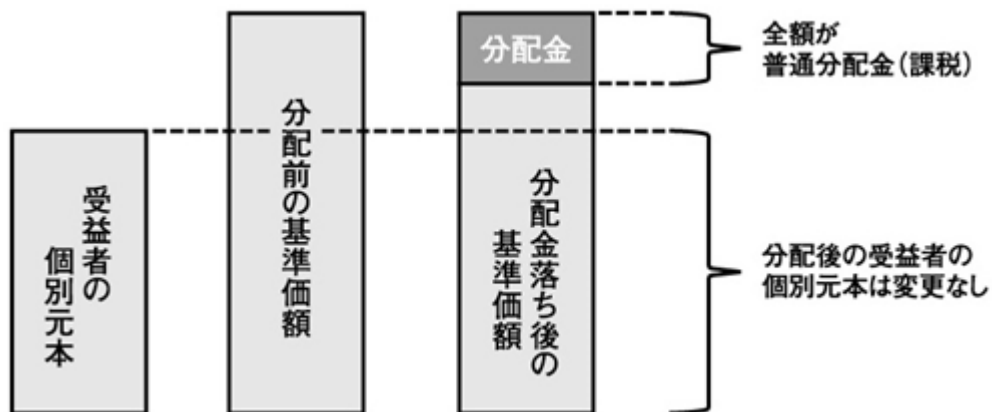 受益者の
個別元本
分配前の基準価額
分配金
分配金落ち後の
基準価額
全額が
普通分配金（課税）
分配後の受益者の
個別元本は変更なし